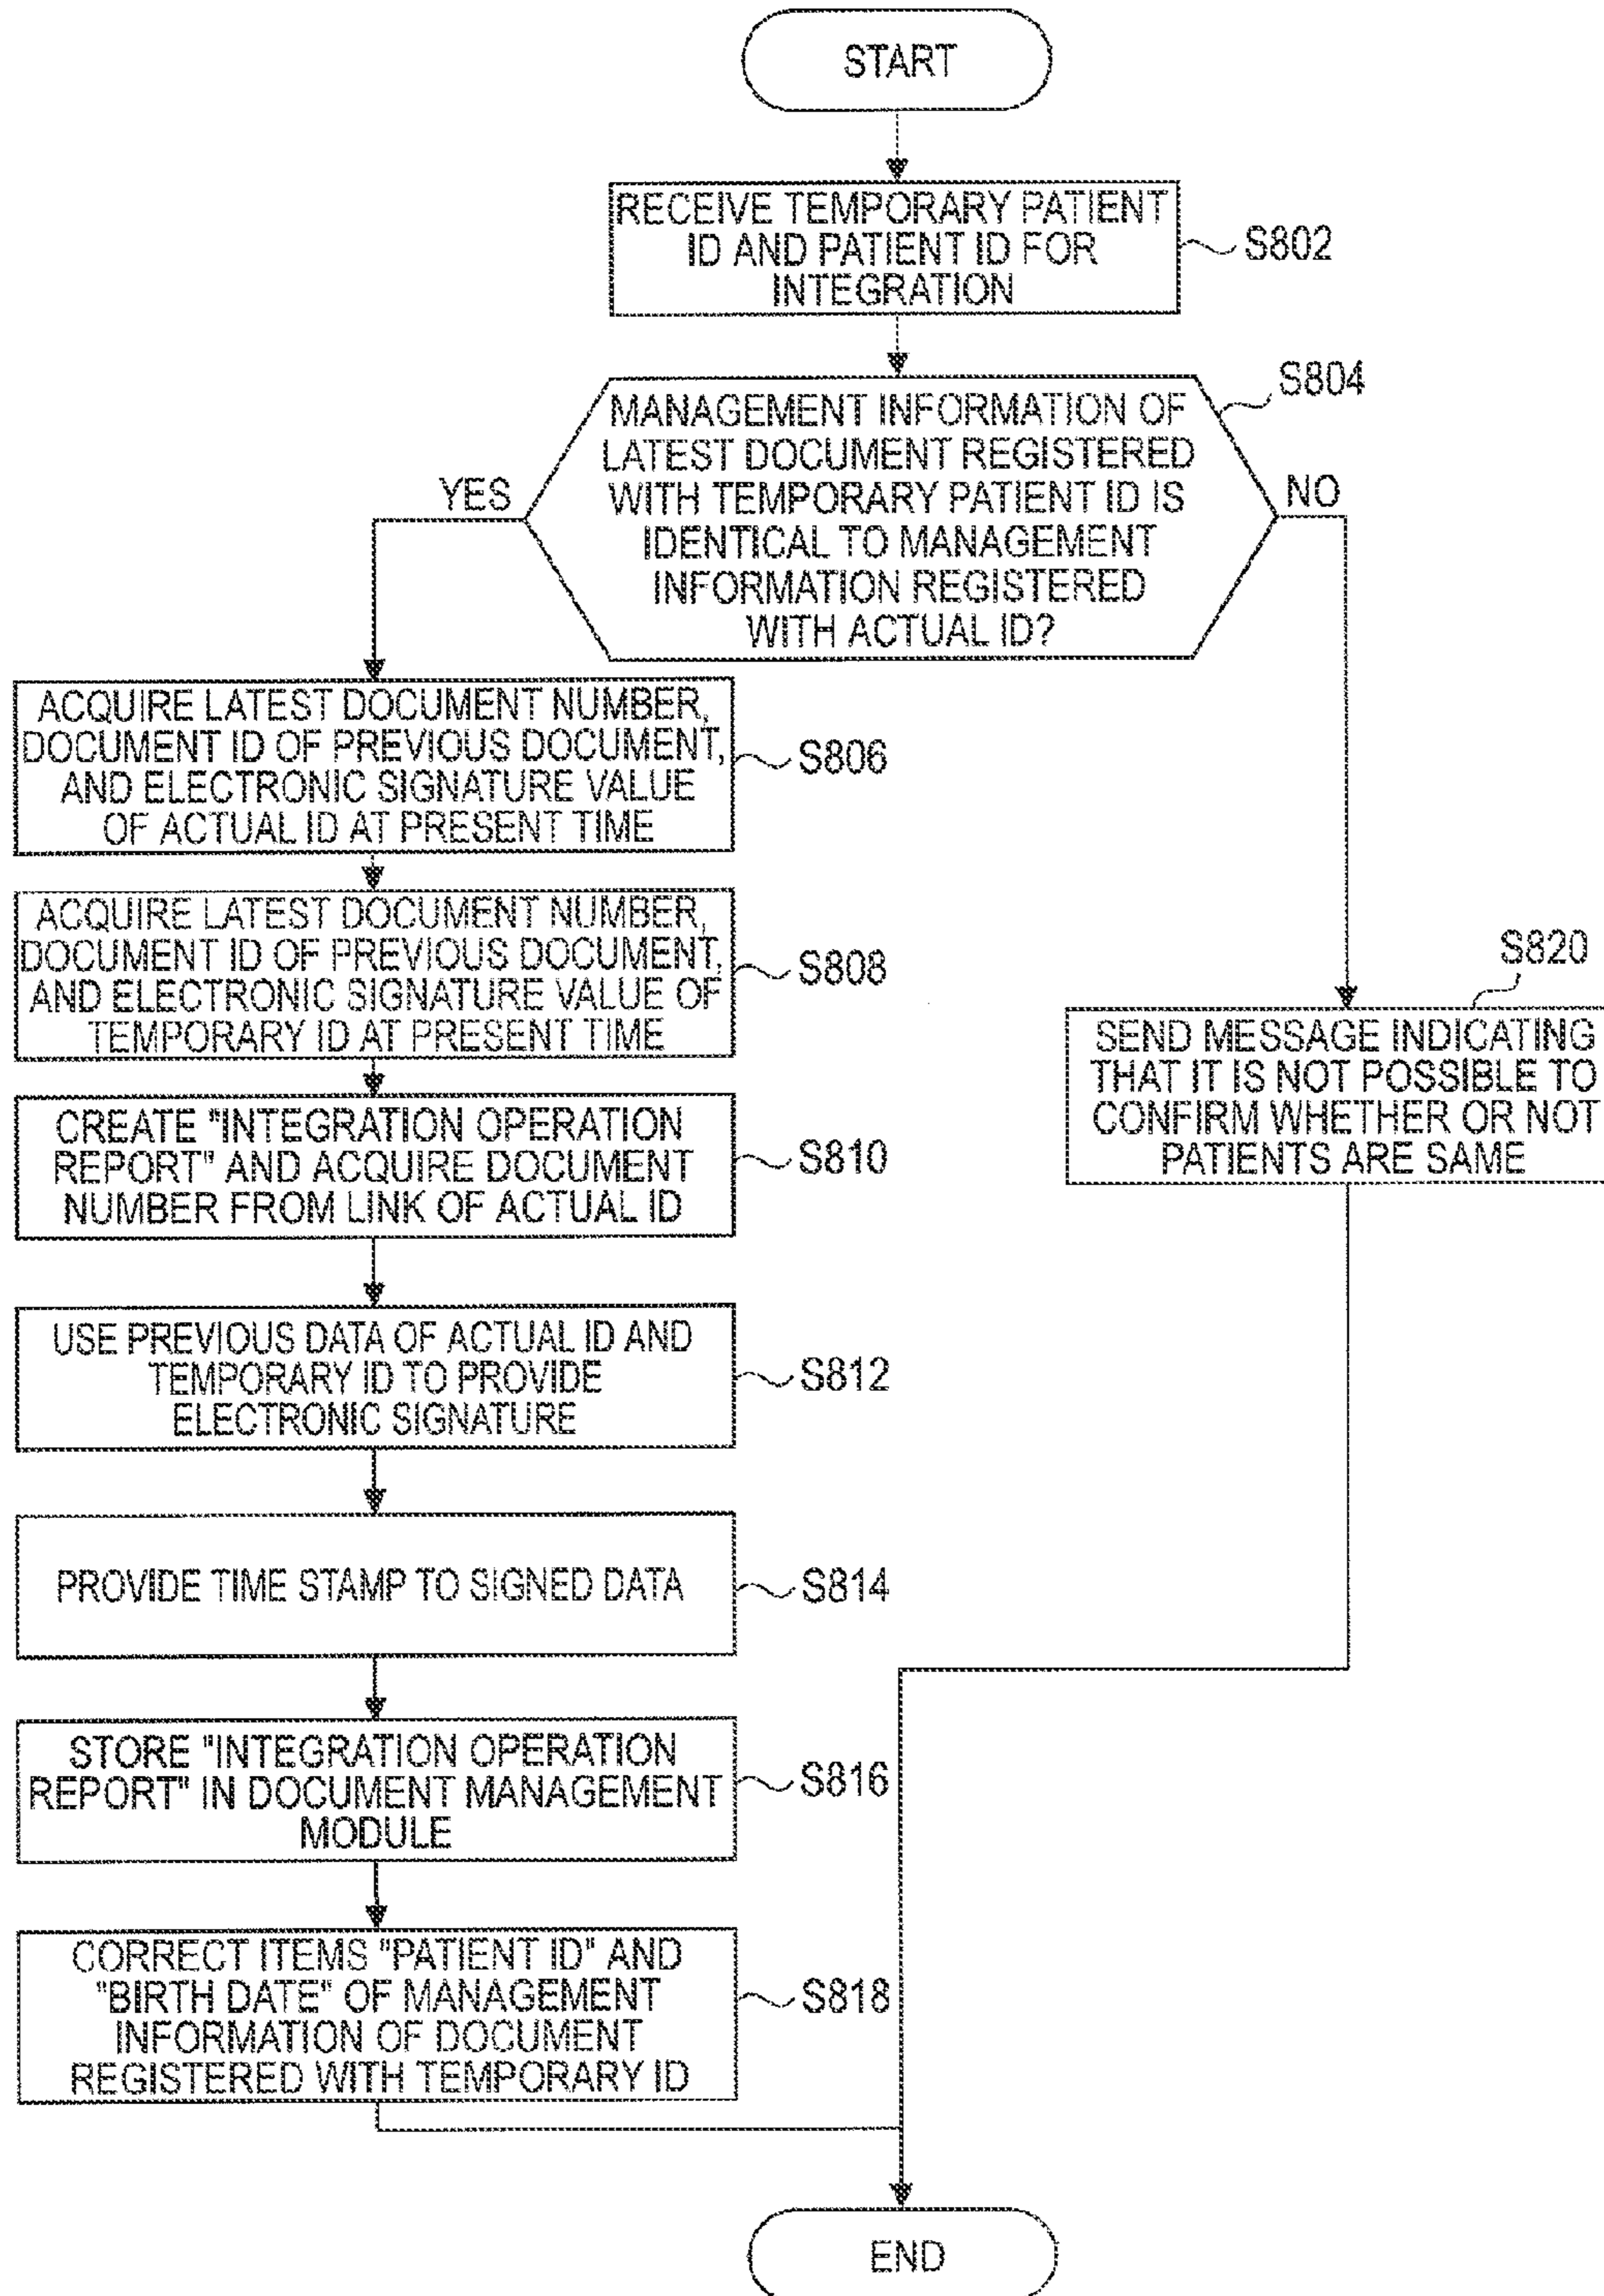 START
RECEIVE TEMPORARY PATIENT
ID AND PATIENT ID FOR
INTEGRATION
S802
S804
MANAGEMENT INFORMATION OF
LATEST DOCUMENT REGISTERED
WITH TEMPORARY PATIENT ID IS
IDENTICAL TO MANAGEMENT
INFORMATION REGISTERED
WITH ACTUAL ID?
YES
NO
ACQUIRE LATEST DOCUMENT NUMBER,
DOCUMENT ID OF PREVIOUS DOCUMENT,
AND ELECTRONIC SIGNATURE VALUE
OF ACTUAL ID AT PRESENT TIME
S806
ACQUIRE LATEST DOCUMENT NUMBER,
DOCUMENT ID OF PREVIOUS DOCUMENT,
AND ELECTRONIC SIGNATURE VALUE OF
TEMPORARY ID AT PRESENT TIME
S808
S820
SEND MESSAGE INDICATING
THAT IT IS NOT POSSIBLE TO
CONFIRM WHETHER OR NOT
PATIENTS ARE SAME
CREATE "INTEGRATION OPERATION
REPORT" AND ACQUIRE DOCUMENT
NUMBER FROM LINK OF ACTUAL ID
S810
USE PREVIOUS DATA OF ACTUAL ID AND
TEMPORARY ID TO PROVIDE
ELECTRONIC SIGNATURE
S812
PROVIDE TIME STAMP TO SIGNED DATA
S814
STORE "INTEGRATION OPERATION
REPORT" IN DOCUMENT MANAGEMENT
MODULE
S816
CORRECT ITEMS "PATIENT ID" AND
"BIRTH DATE" OF MANAGEMENT
INFORMATION OF DOCUMENT
REGISTERED WITH TEMPORARY ID
S818
END